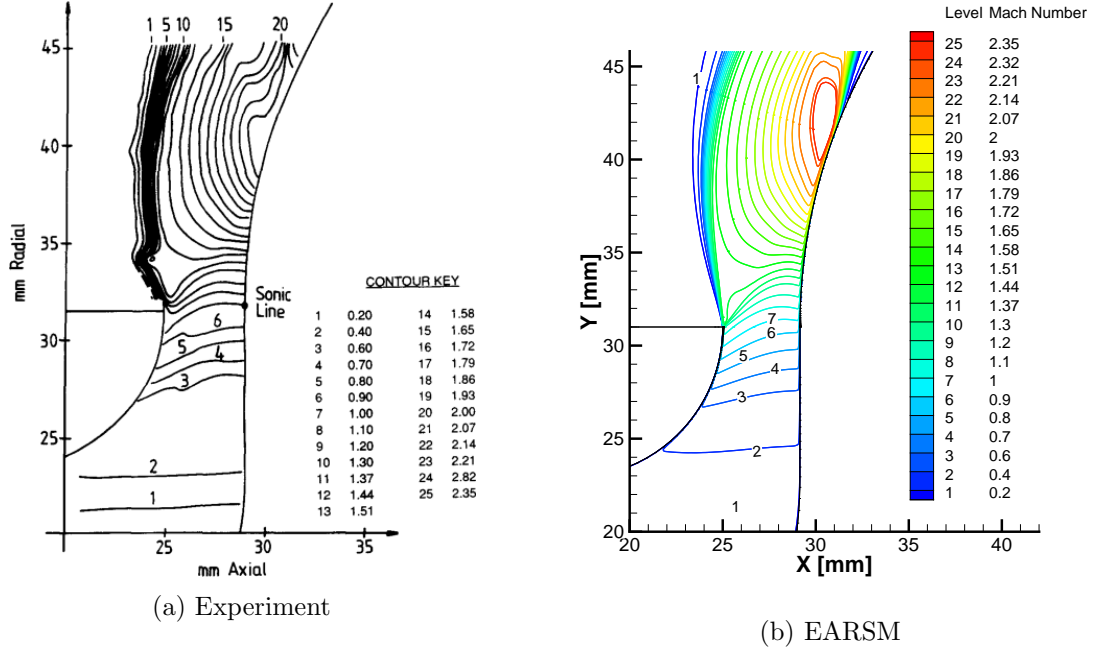 1 5 10 15 20
45
40
35
30
25
mm Radial
6
5
4
3
2
1
Sonic
Line
25 30 35
mm Axial
CONTOUR KEY
1 0.20 14 1.58
2 0.40 15 1.65
3 0.60 16 1.72
4 0.70 17 1.79
5 0.80 18 1.86
6 0.90 19 1.93
7 1.00 20 2.00
8 1.10 21 2.07
9 1.20 22 2.14
10 1.30 23 2.21
11 1.37 24 2.82
12 1.44 25 2.35
13 1.51
(a) Experiment
Level Mach Number
25 2.35
24 2.32
23 2.21
22 2.14
21 2.07
20 2
19 1.93
18 1.86
17 1.79
16 1.72
15 1.65
14 1.58
13 1.51
12 1.44
11 1.37
10 1.3
9 1.2
8 1.1
7 1
6 0.9
5 0.8
4 0.7
3 0.6
2 0.4
1 0.2
45
40
35
30
25
20
Y [mm]
1
7
6
5
4
3
2
1
20 25 30 35 40
X [mm]
(b) EARSM